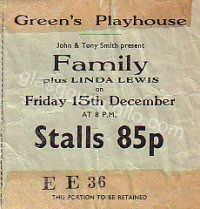 Green's Playhouse
John & Tony Smith present
Family
plus LINDA LEWIS
on
Friday 15th December
AT 8 P.M.
Stalls 85p
E E 36
THIS PORTION TO BE RETAINED